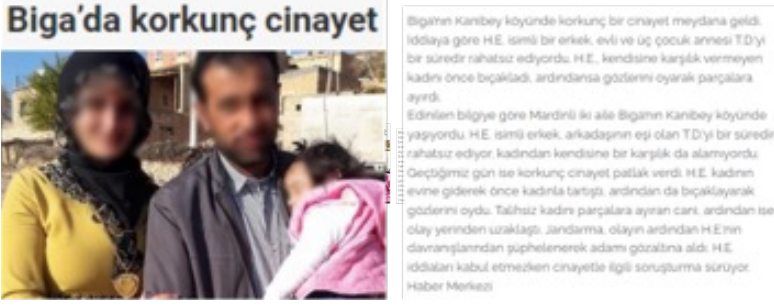 Biga’da korkunç cinayet
Biga'nın Kanibey köyünde korkunç bir cinayet meydana geldi.
İddiaya göre H.E. isimli bir erkek, evli ve üç çocuk annesi T.D'yi
bir süredir rahatsız ediyordu. H.E., kendisine karşılık vermeyen
kadını önce bıçakladı, ardındansa gözlerini oyarak parçalara
ayırdı.
Edinilen bilgiye göre Mardinli iki aile Biga'nın Kanibey köyünde
yaşıyordu. H.E. isimli erkek, arkadaşının eşi olan T.D'yi bir süredir
rahatsız ediyor, kadından kendisine bir karşılık da alamıyordu.
Geçtiğimiz gün ise korkunç cinayet patlak verdi. H.E. kadının
evine giderek önce kadınla tartıştı, ardından da bıçaklayarak
gözlerini oydu. Talihsiz kadını parçalara ayıran cani, ardından ise
olay yerinden uzaklaştı. Jandarma, olayın ardından H.E'nin
davranışlarından şüphelenerek adamı gözaltına aldı. H.E.
iddiaları kabul etmezken cinayetle ilgili soruşturma sürüyor.
Haber Merkezi